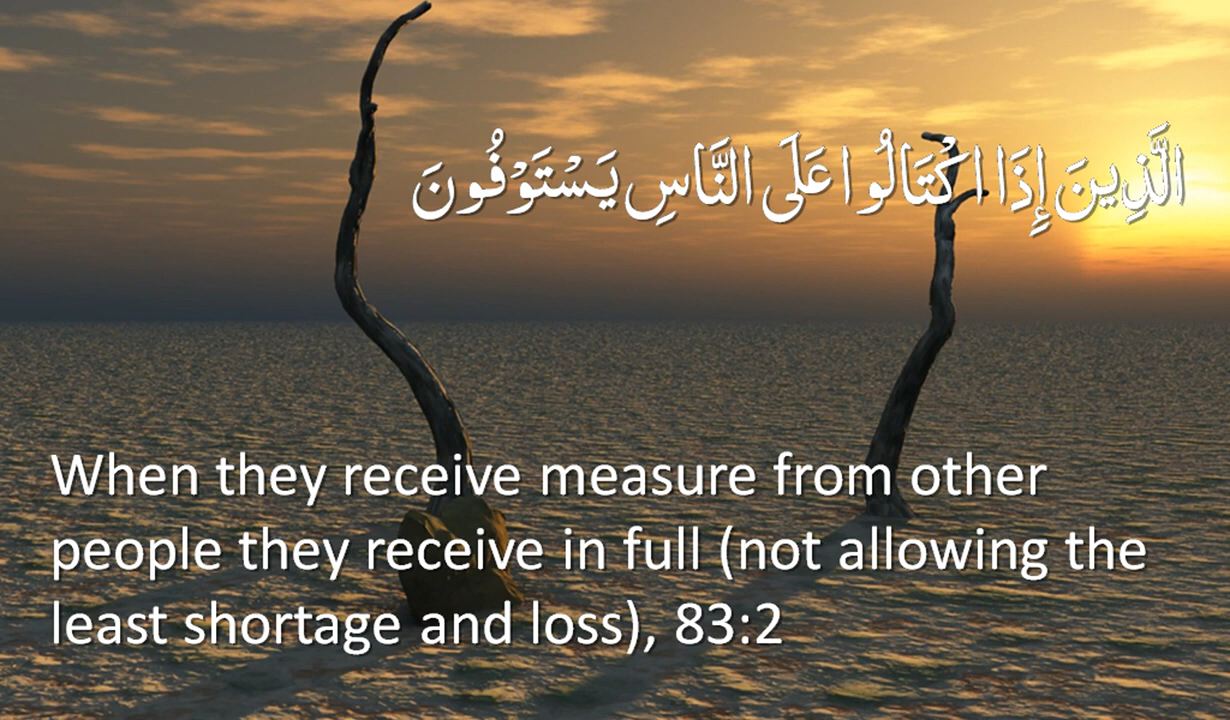 الَّذِينَ إِذَا اكْتَالُوا عَلَى النَّاسِ يَسْتَوْفُونَ
When they receive measure from other
people they receive in full (not allowing the
least shortage and loss), 83:2